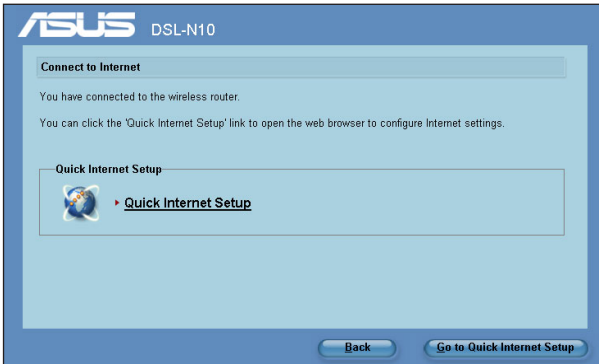 ASUS DSL-N10
Connect to Internet
You have connected to the wireless router.
You can click the 'Quick Internet Setup' link to open the web browser to configure Internet settings.
Quick Internet Setup
Quick Internet Setup
Back Go to Quick Internet Setup